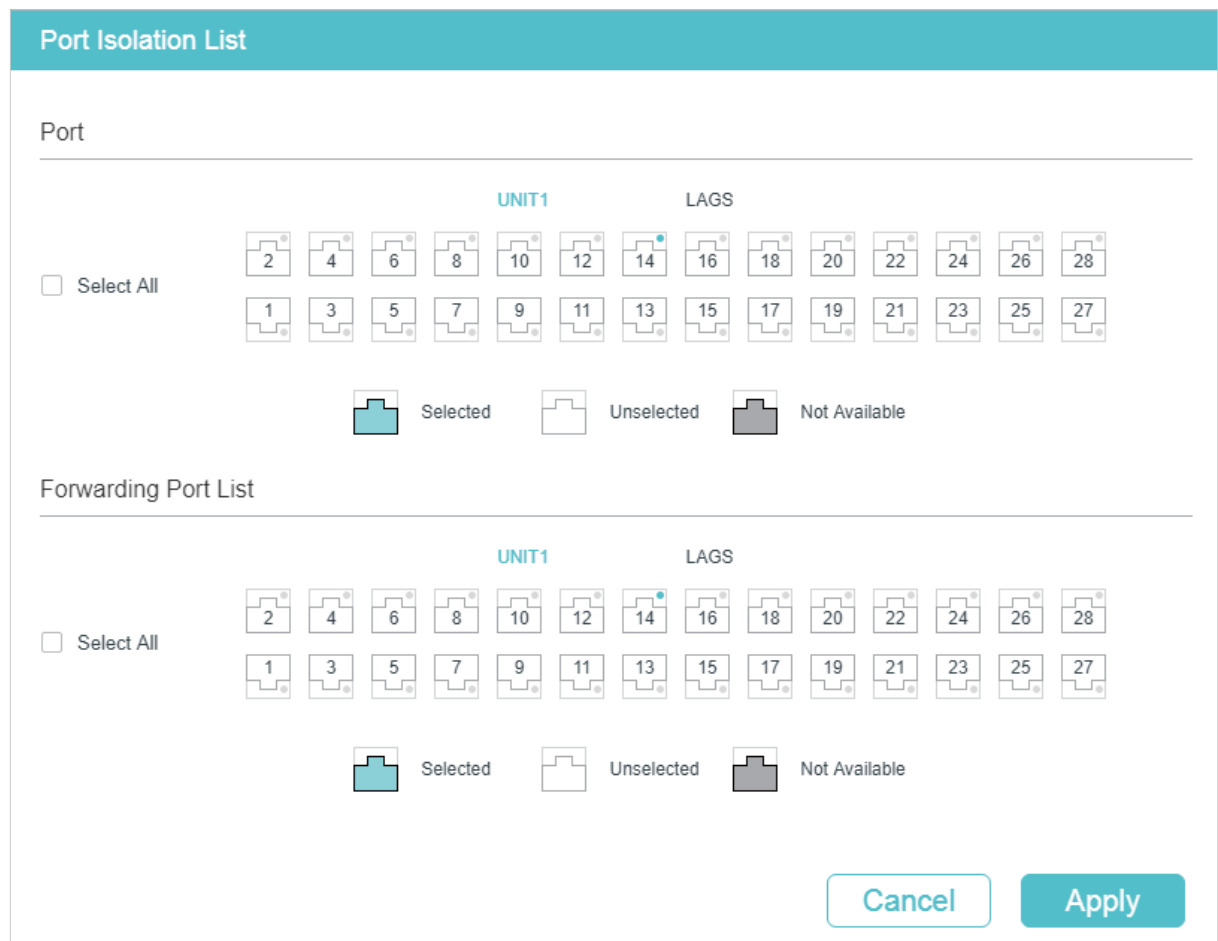 Port Isolation List
Port
UNIT1 LAGS
2 4 6 8 10 12 14 16 18 20 22 24 26 28
Select All
1 3 5 7 9 11 13 15 17 19 21 23 25 27
Selected Unselected Not Available
Forwarding Port List
UNIT1 LAGS
2 4 6 8 10 12 14 16 18 20 22 24 26 28
Select All
1 3 5 7 9 11 13 15 17 19 21 23 25 27
Selected Unselected Not Available
Cancel Apply